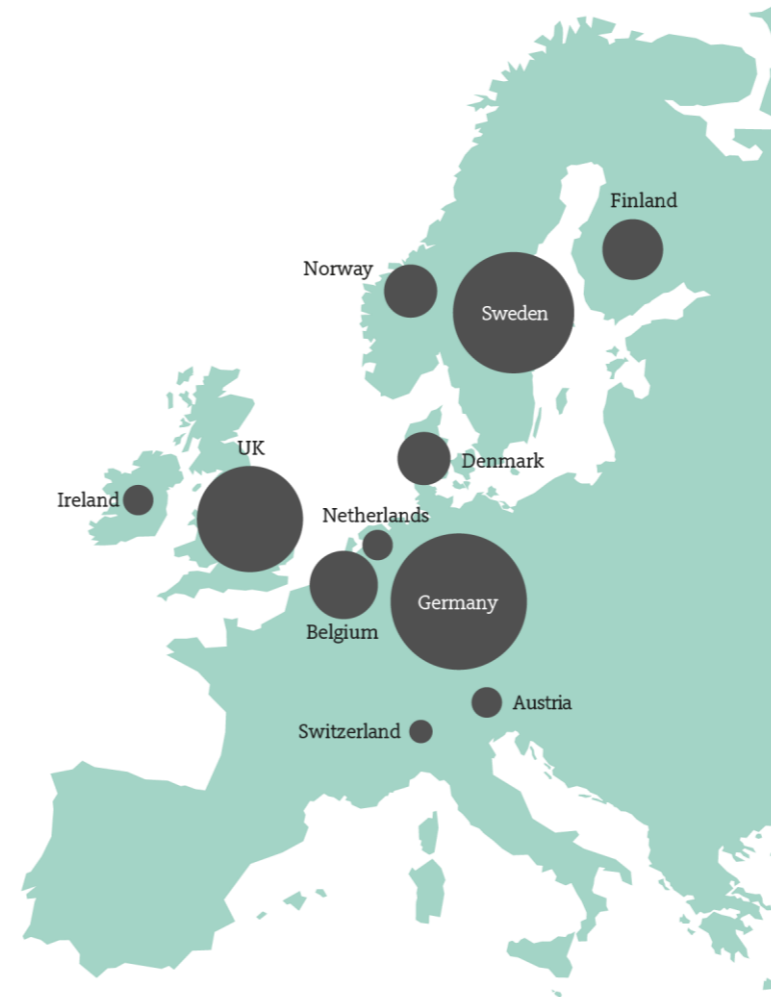 Finland
Norway
Sweden
UK
Denmark
Ireland
Netherlands
Germany
Belgium
Austria
Switzerland